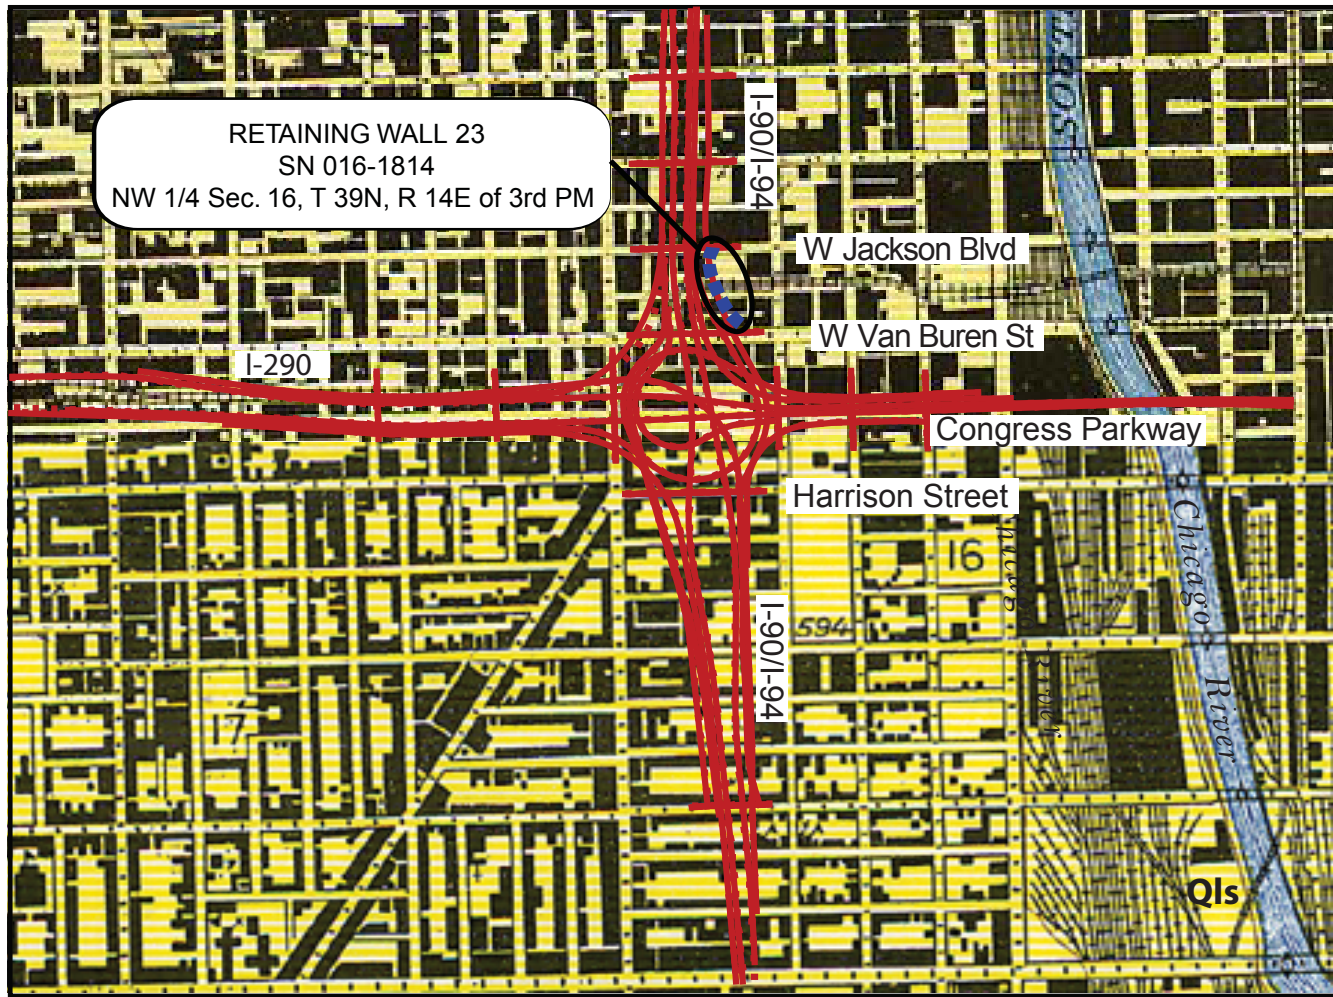 RETAINING WALL 23
SN 016-1814
NW 1/4 Sec. 16, T 39N, R 14E of 3rd PM
I-90/I-94
W Jackson Blvd
W Van Buren St
I-290
Congress Parkway
Harrison Street
16
Chicago
River
I-90/I-94
594
River
17
Qls